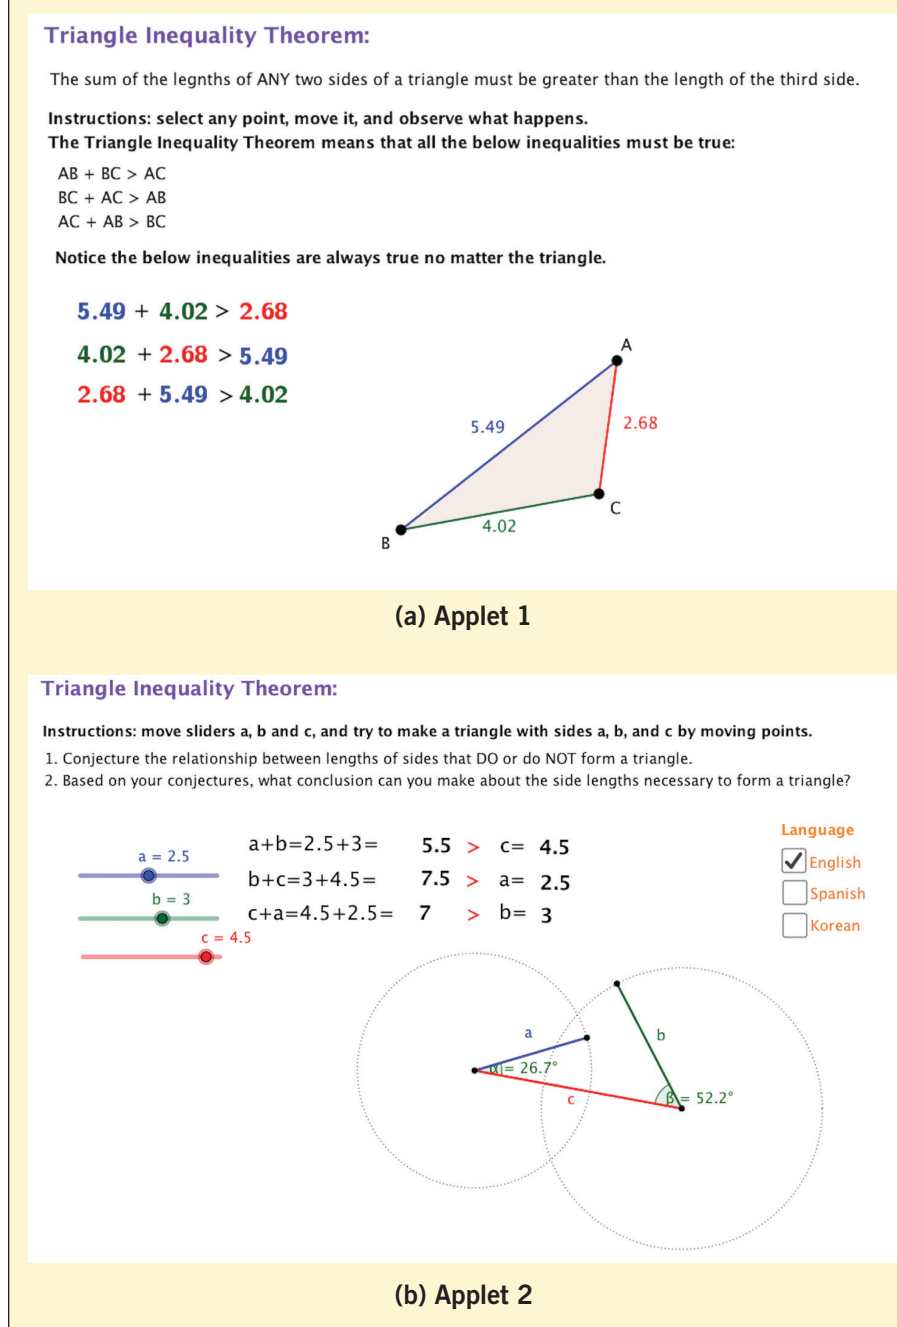 Triangle Inequality Theorem:
The sum of the legnths of ANY two sides of a triangle must be greater than the length of the third side.
Instructions: select any point, move it, and observe what happens.
The Triangle Inequality Theorem means that all the below inequalities must be true:
AB + BC > AC
BC + AC > AB
AC + AB > BC
Notice the below inequalities are always true no matter the triangle.
5.49 + 4.02 > 2.68
4.02 + 2.68 > 5.49
2.68 + 5.49 > 4.02
A
5.49
2.68
C
4.02
B
(a) Applet 1
Triangle Inequality Theorem:
Instructions: move sliders a, b and c, and try to make a triangle with sides a, b, and c by moving points.
1. Conjecture the relationship between lengths of sides that DO or do NOT form a triangle.
2. Based on your conjectures, what conclusion can you make about the side lengths necessary to form a triangle?
a = 2.5
b = 3
c = 4.5
a+b=2.5+3= 5.5 > c= 4.5
b+c=3+4.5= 7.5 > a= 2.5
c+a=4.5+2.5= 7 > b= 3
Language
English
Spanish
Korean
a
b
α = 26.7°
c
β = 52.2°
(b) Applet 2